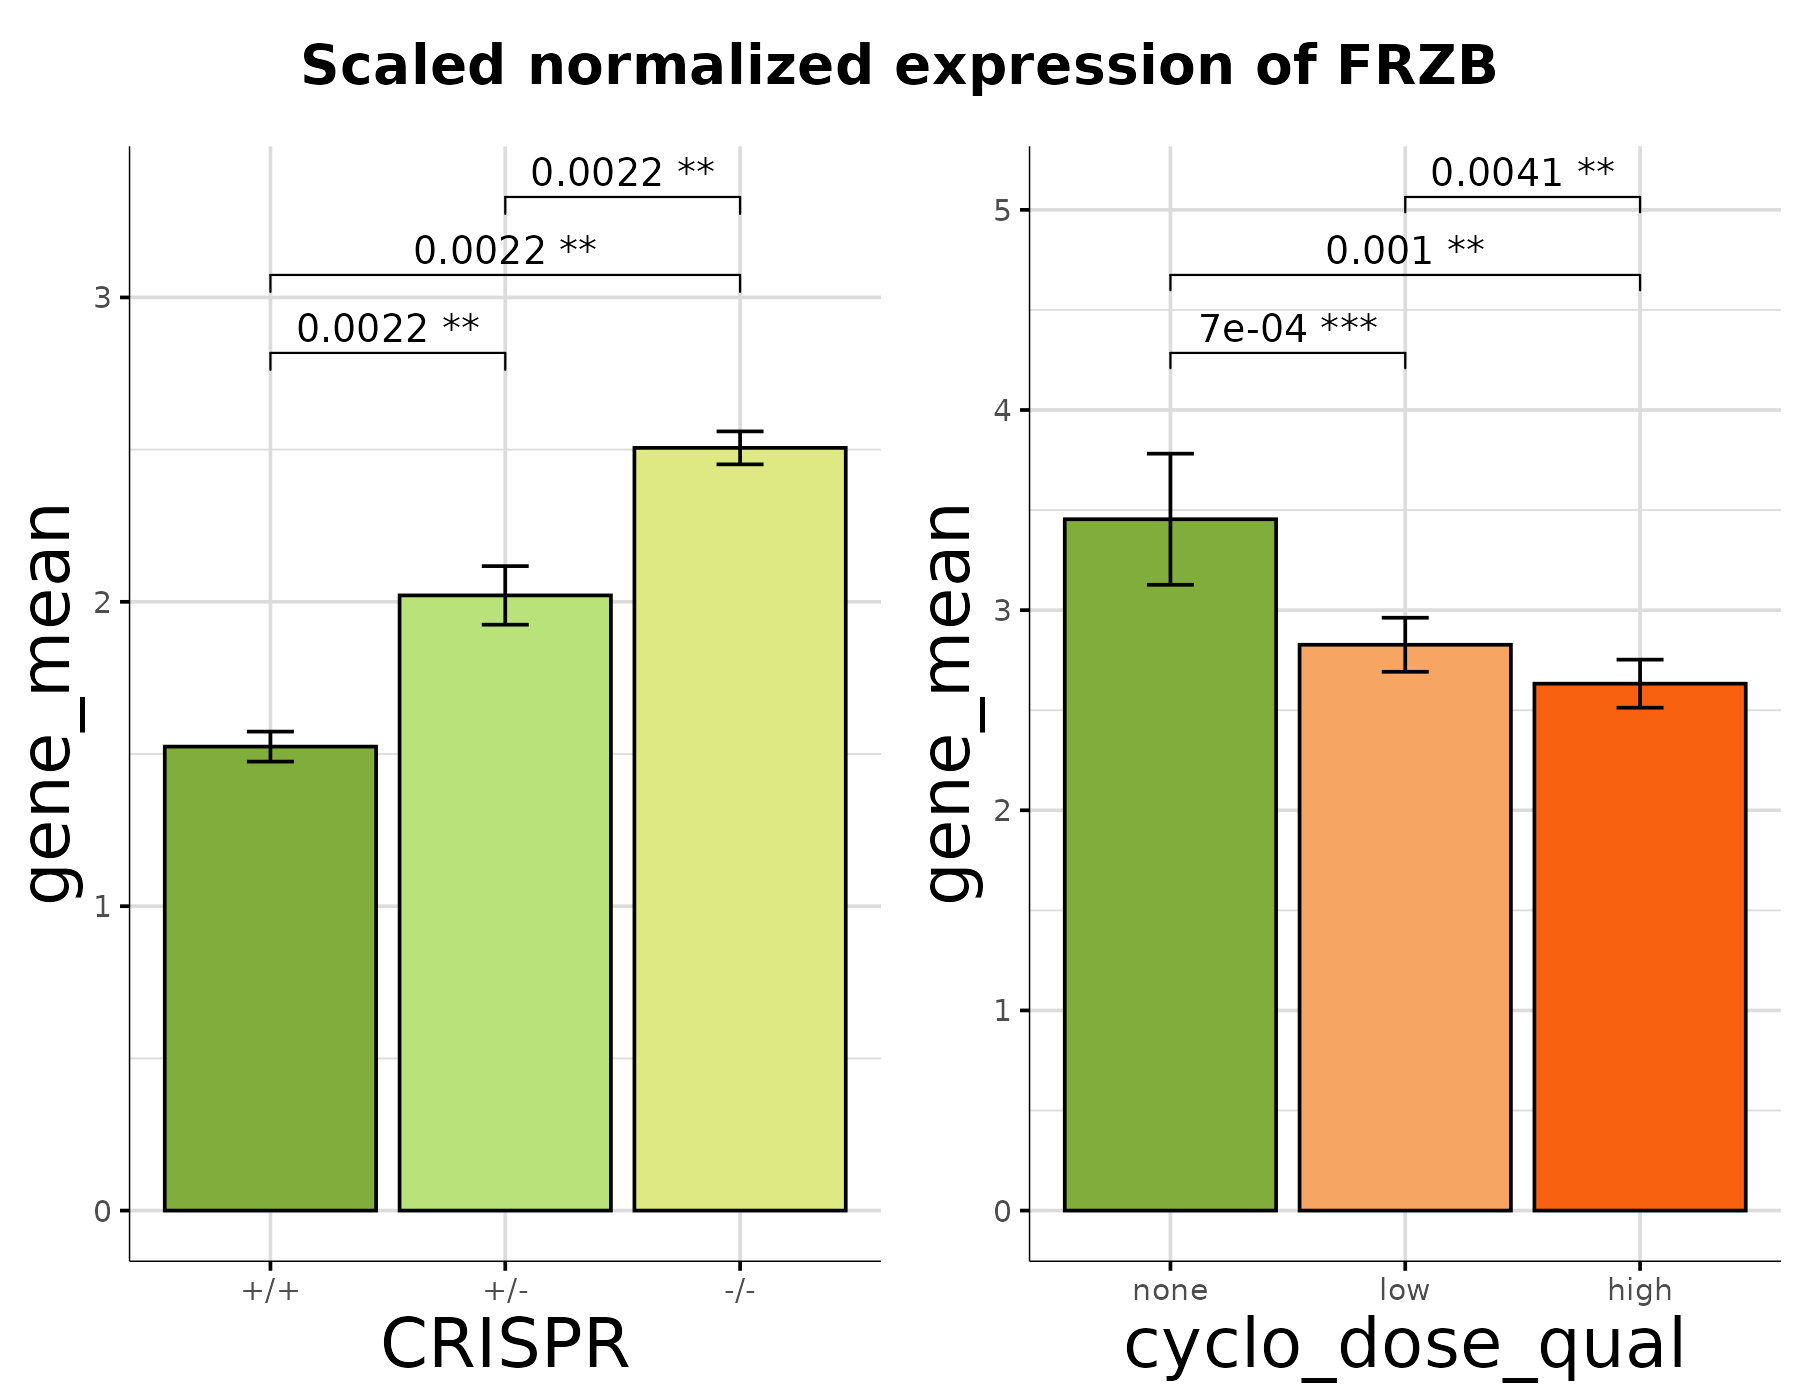 Scaled normalized expression of FRZB
0.0022 **
0.0022 **
0.0022 **
3
2
1
0
gene_mean
+/+
+/-
-/-
CRISPR
0.0041 **
0.001 **
7e-04 ***
5
4
3
2
1
0
gene_mean
none
low
high
cyclo_dose_qual